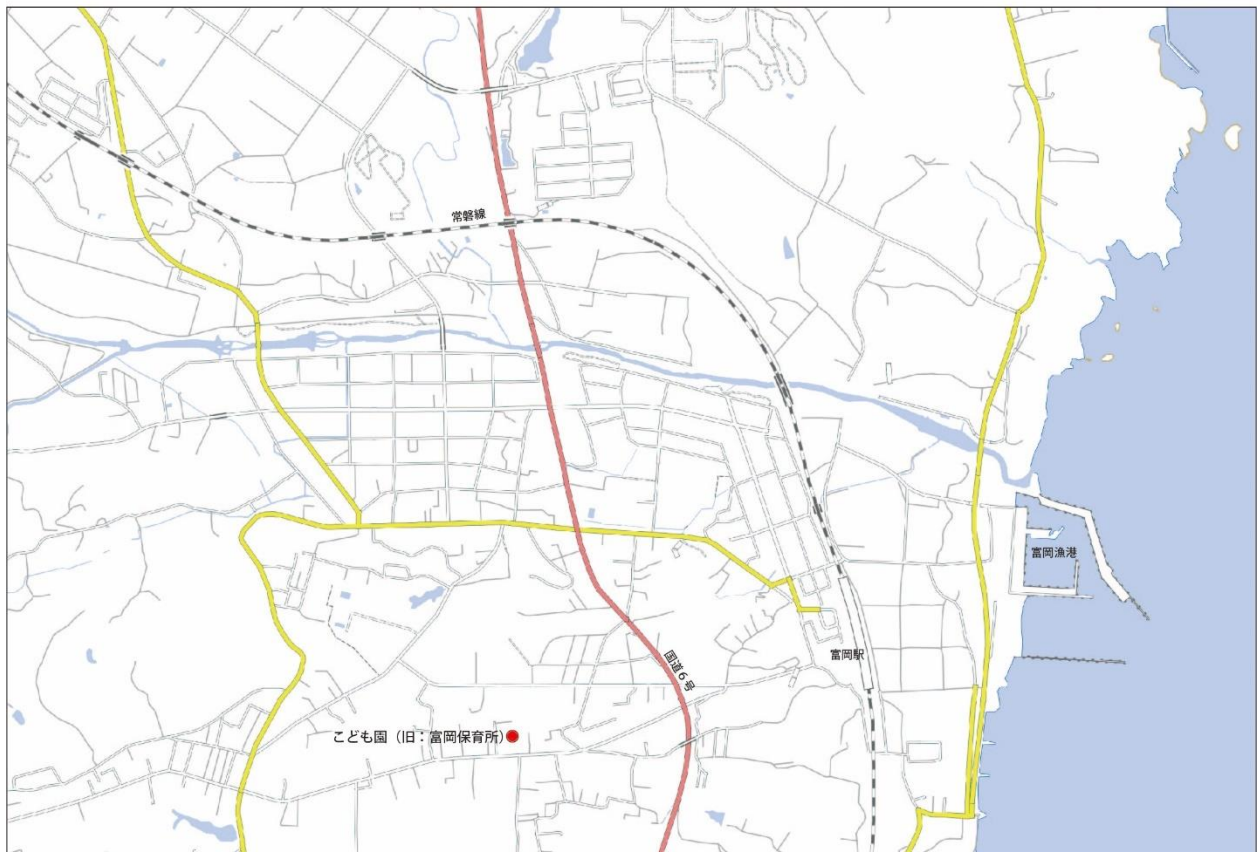 常磐線
富岡漁港
富岡駅
国道6号
こども園（旧：富岡保育所）